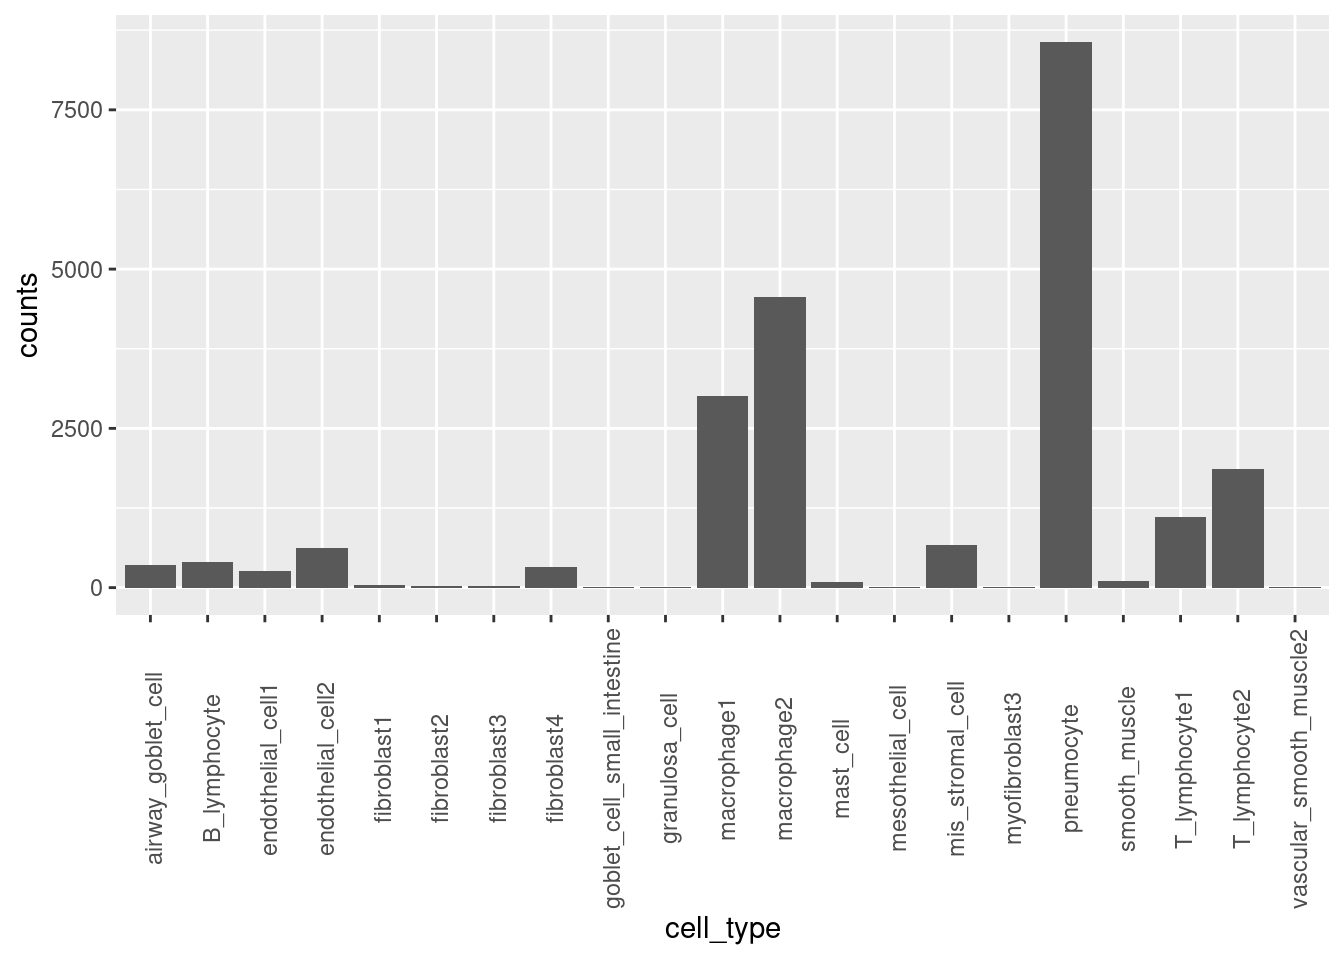 7500
5000
2500
0
counts
airway_goblet_cell
B_lymphocyte
endothelial_cell1
endothelial_cell2
fibroblast1
fibroblast2
fibroblast3
fibroblast4
goblet_cell_small_intestine
granulosa_cell
macrophage1
macrophage2
mast_cell
mesothelial_cell
mis_stromal_cell
myofibroblast3
pneumocyte
smooth_muscle
T_lymphocyte1
T_lymphocyte2
vascular_smooth_muscle2
cell_type